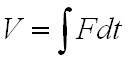 V = ∫Fdt